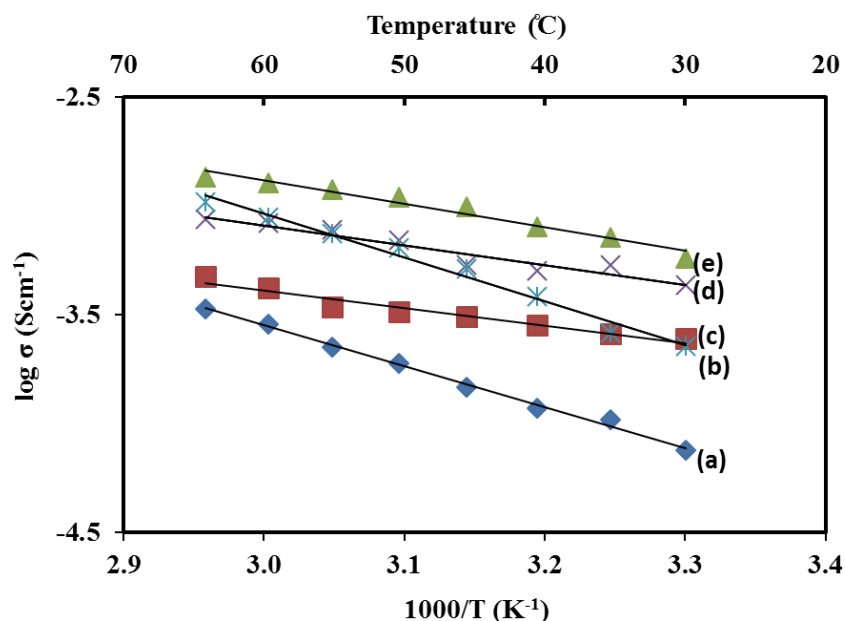 Temperature (℃)
70 60 50 40 30 20
-2.5
-3.5
-4.5
log σ (Scm⁻¹)
(e)
(d)
(c)
(b)
(a)
2.9 3.0 3.1 3.2 3.3 3.4
1000/T (K⁻¹)